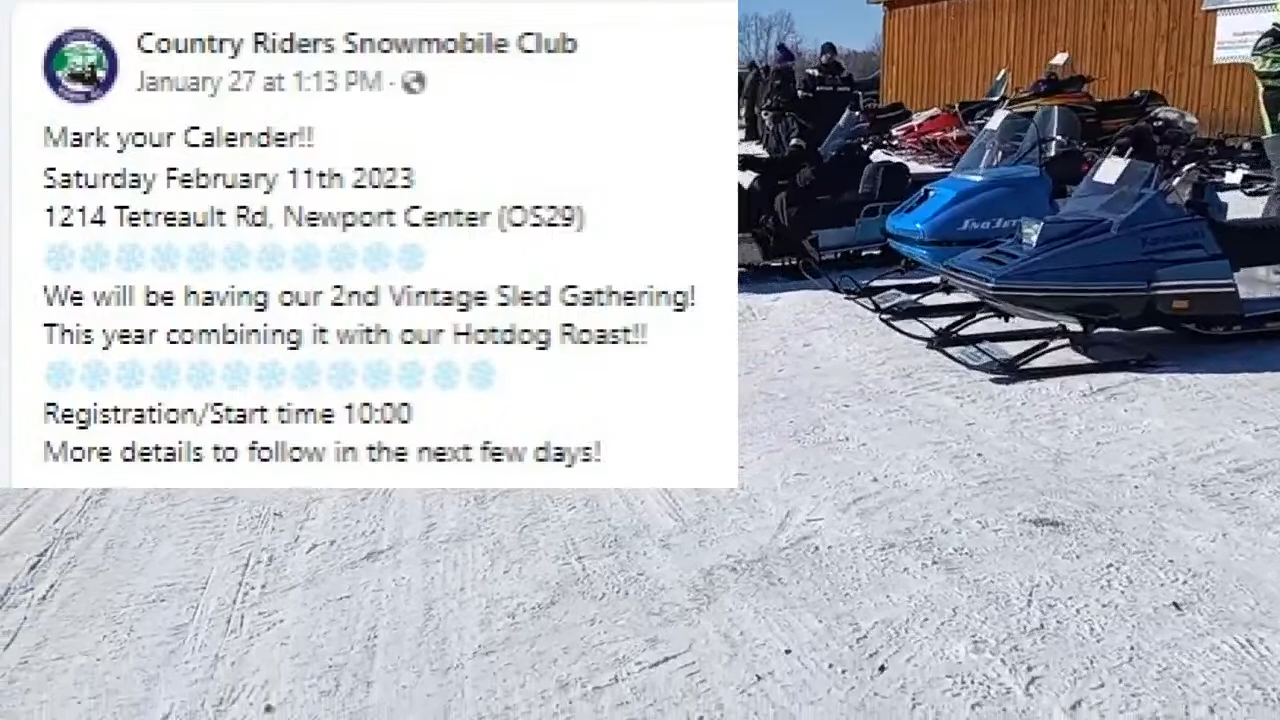 Country Riders Snowmobile Club
January 27 at 1:13 PM ·
Mark your Calender!!
Saturday February 11th 2023
1214 Tetreault Rd, Newport Center (OS29)
❄❄❄❄❄❄❄❄❄❄❄
We will be having our 2nd Vintage Sled Gathering!
This year combining it with our Hotdog Roast!!
❄❄❄❄❄❄❄❄❄❄❄❄❄
Registration/Start time 10:00
More details to follow in the next few days!
SnoJet
Kawasaki